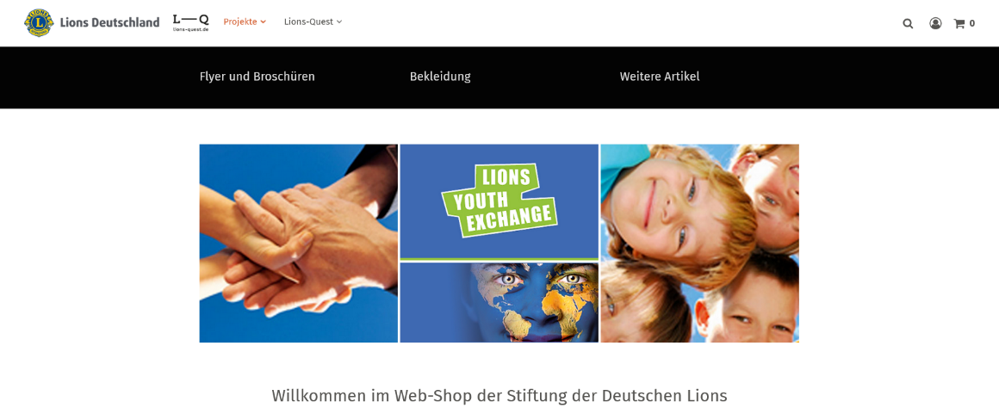 Lions Deutschland
L—Q
lions-quest.de
Projekte
Lions-Quest
0
Flyer und Broschüren
Bekleidung
Weitere Artikel
LIONS
YOUTH
EXCHANGE
Willkommen im Web-Shop der Stiftung der Deutschen Lions